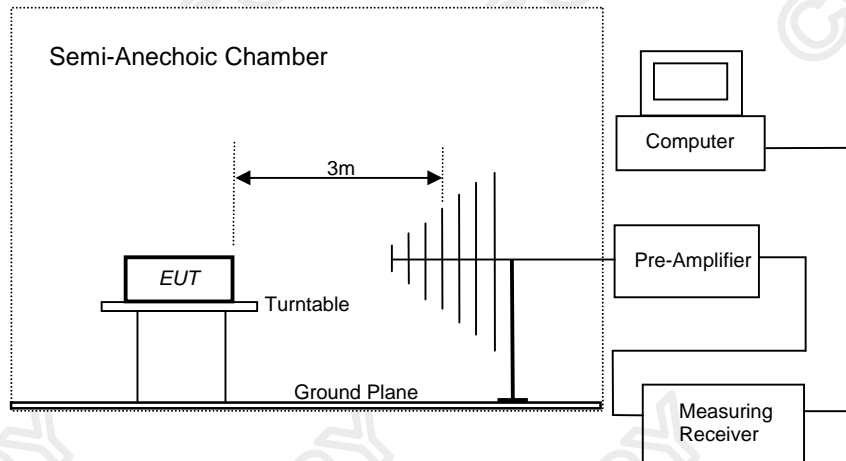 Semi-Anechoic Chamber
Computer
3m
Pre-Amplifier
EUT
Turntable
Ground Plane
Measuring
Receiver